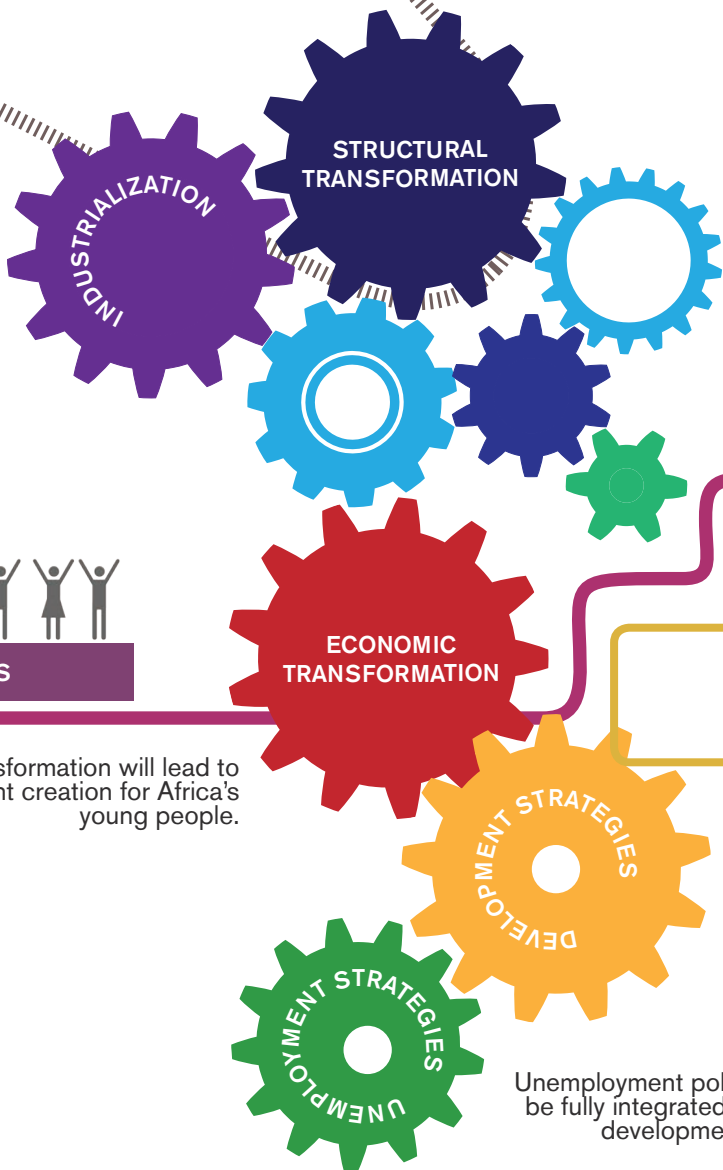 STRUCTURAL
TRANSFORMATION
INDUSTRIALIZATION
ECONOMIC
TRANSFORMATION
S
sformation will lead to
nt creation for Africa’s
young people.
DEVELOPMENT STRATEGIES
UNEMPLOYMENT STRATEGIES
Unemployment pol
be fully integrated
developme